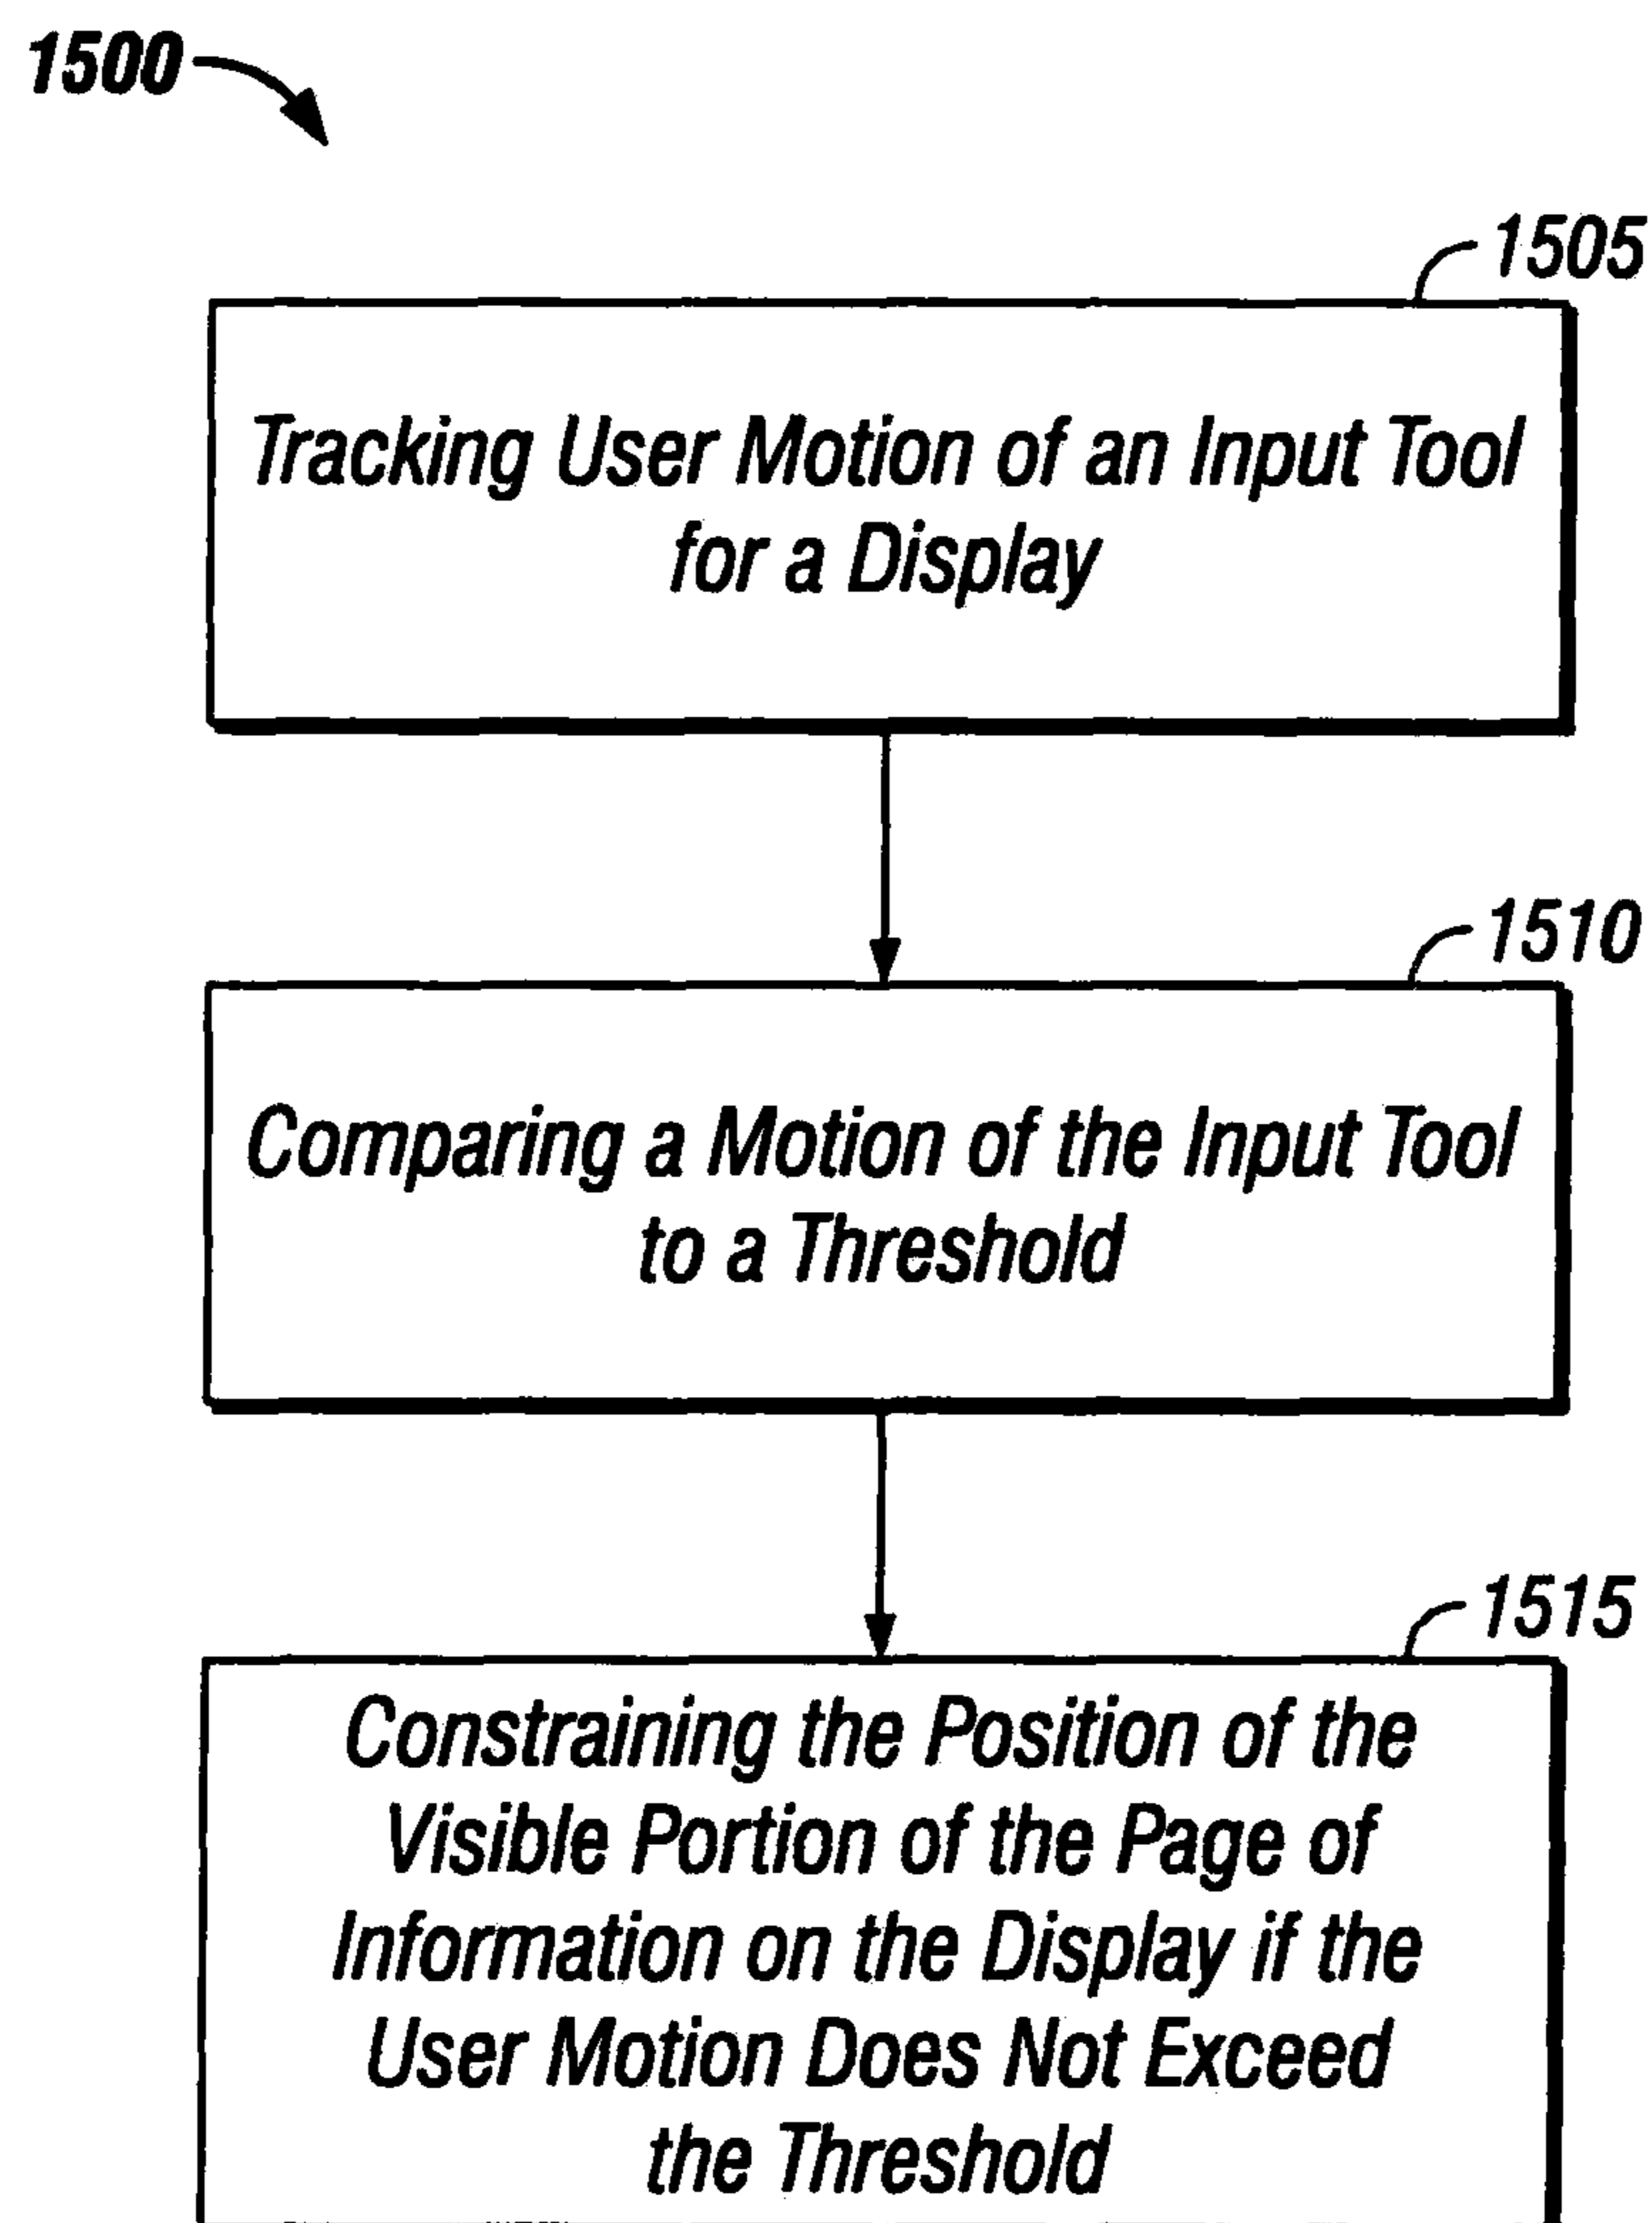 1500
1505
Tracking User Motion of an Input Tool
for a Display
1510
Comparing a Motion of the Input Tool
to a Threshold
1515
Constraining the Position of the
Visible Portion of the Page of
Information on the Display if the
User Motion Does Not Exceed
the Threshold